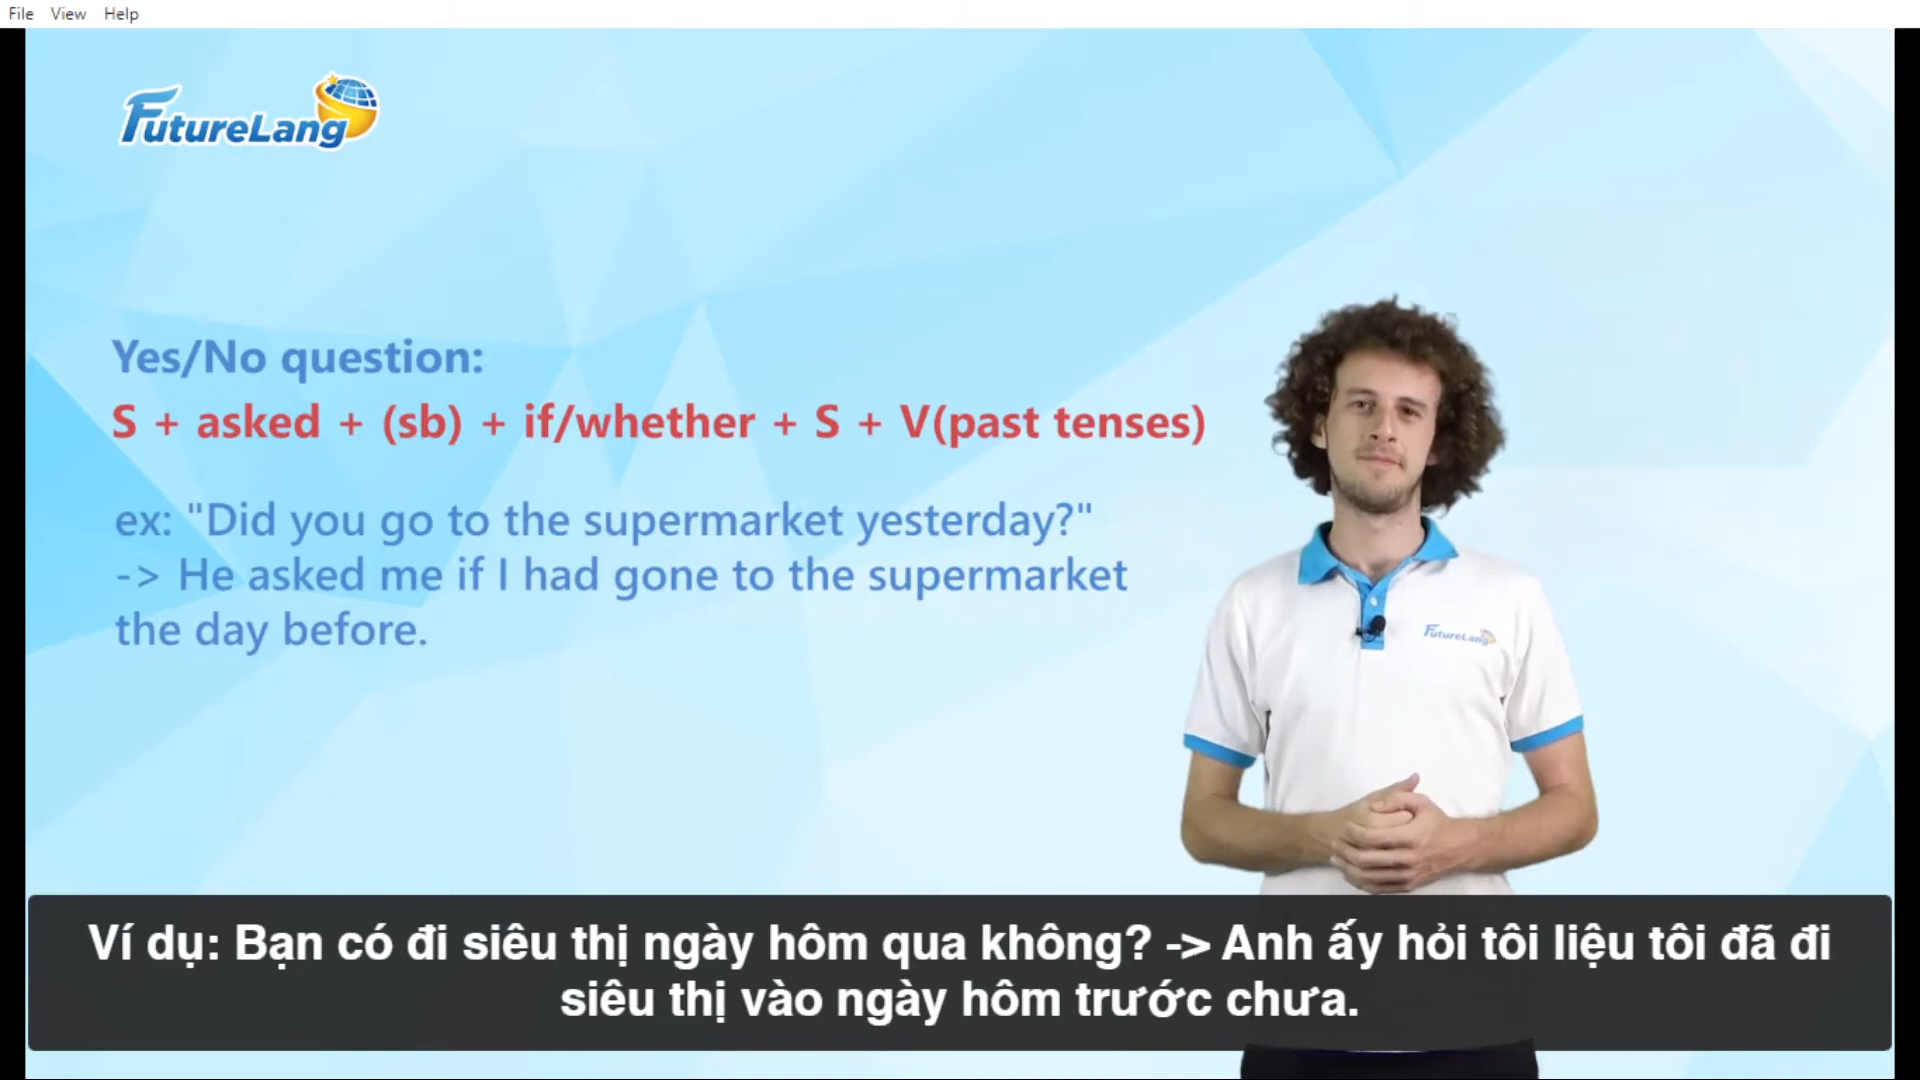 File View Help
FutureLang
Yes/No question:
S + asked + (sb) + if/whether + S + V(past tenses)
ex: "Did you go to the supermarket yesterday?"
-> He asked me if I had gone to the supermarket
the day before.
FutureLang
Ví dụ: Bạn có đi siêu thị ngày hôm qua không? -> Anh ấy hỏi tôi liệu tôi đã đi
siêu thị vào ngày hôm trước chưa.